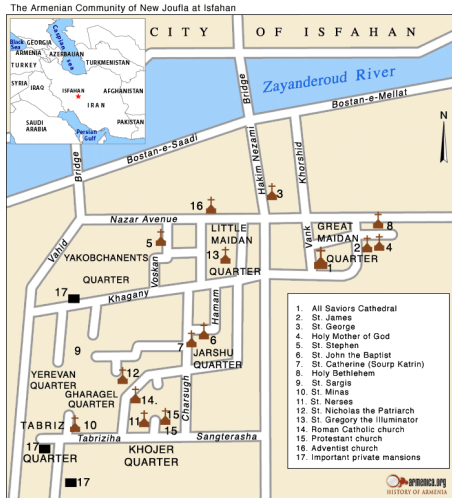 The Armenian Community of New Joufla at Isfahan
CITY OF ISFAHAN
Black
Sea
GEORGIA
Caspian
sea
ARMENIA
AZERBAIJAN
TURKEY
TURKMENISTAN
SYRIA
IRAQ
ISFAHAN
AFGHANISTAN
IRAN
SAUDI
ARABIA
PAKISTAN
Persian
Gulf
Bridge
Zayanderoud River
Bostan-e-Mellat
N
Bridge
Bostan-e-Saadi
Hakim Nezami
Khorshid
3
16
Nazar Avenue
8
Vahid
5
YAKOBCHANENTS
QUARTER
Voskan
LITTLE
MAIDAN
13
QUARTER
Vank
GREAT
MAIDAN
2
4
QUARTER
1
17
Khagany
Hamam
6
7
JARSHU
QUARTER
9
YEREVAN
QUARTER
12
GHARAGEL
QUARTER
14.
Charsugh
TABRIZ
10
11
15
15
Tabriziha
Sangterasha
17
QUARTER
KHOJER
QUARTER
17
1. All Saviors Cathedral
2. St. James
3. St. George
4. Holy Mother of God
5. St. Stephen
6. St. John the Baptist
7. St. Catherine (Sourp Katrin)
8. Holy Bethlehem
9. St. Sargis
10. St. Minas
11. St. Nerses
12. St. Nicholas the Patriarch
13. St. Gregory the Illuminator
14. Roman Catholic church
15. Protestant church
16. Adventist church
17. Important private mansions
armenica.org
HISTORY OF ARMENIA